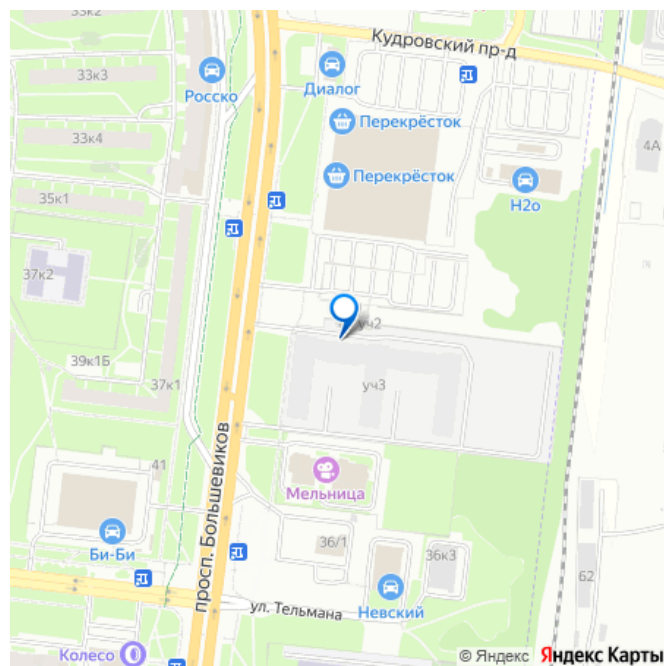 33к2
Кудровский пр-д
33к3
Росско
Диалог
Перекрёсток
33к4
4А
Перекрёсток
Н2о
35к1
37к2
уч2
39к1Б
37к1
уч3
просп. Большевиков
41
Мельница
Би-Би
36/1
36к3
62
ул. Тельмана
Невский
Колесо
© Яндекс Яндекс Карты